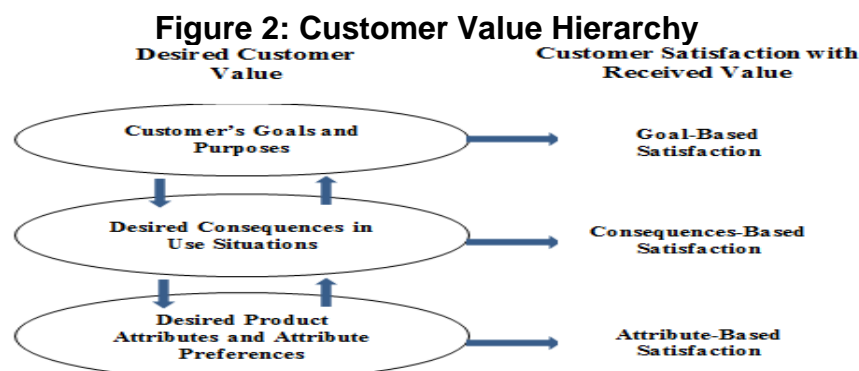 Figure 2: Customer Value Hierarchy
Desired Customer
Value
Customer Satisfaction with
Received Value
Customer's Goals and
Purposes
Goal-Based
Satisfaction
Desired Consequences in
Use Situations
Consequences-Based
Satisfaction
Desired Product
Attributes and Attribute
Preferences
Attribute-Based
Satisfaction